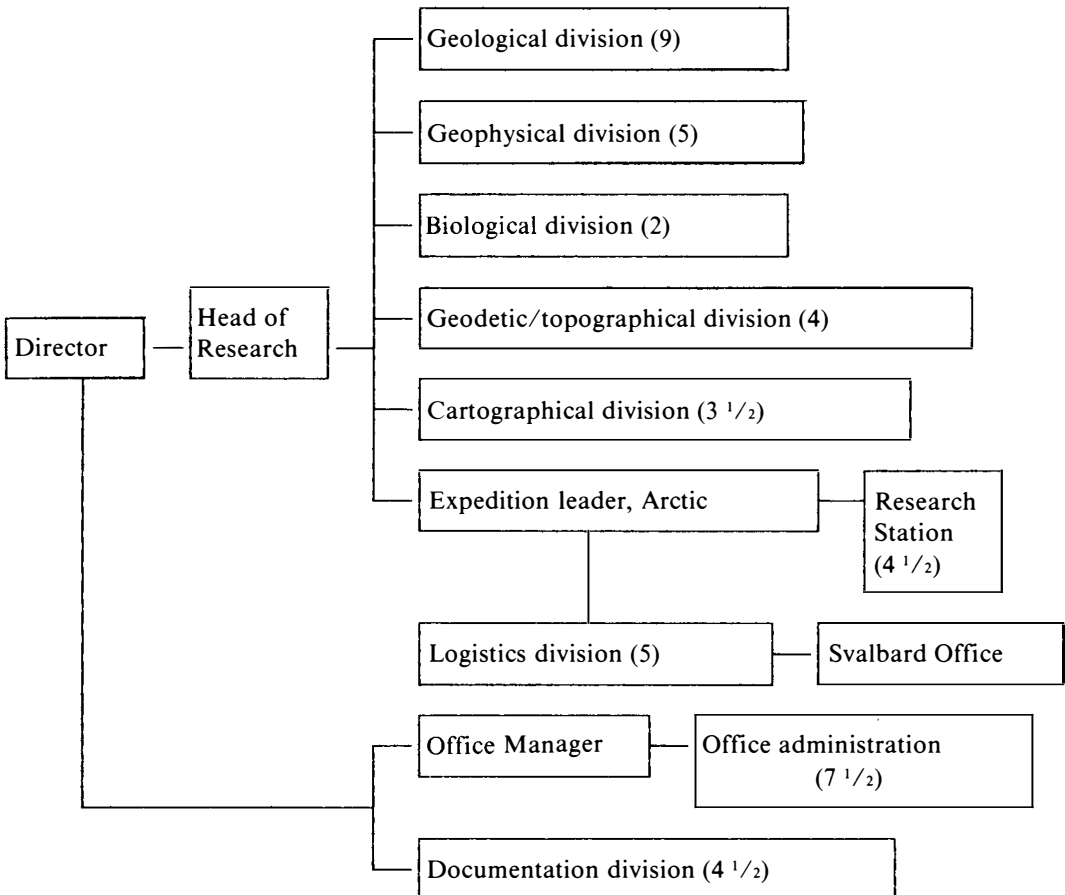 Geological division (9)
Geophysical division (5)
Biological division (2)
Geodetic/topographical division (4)
Head of
Research
Director
Cartographical division (3 1/2)
Expedition leader, Arctic
Research
Station
(4 1/2)
Logistics division (5)
Svalbard Office
Office Manager
Office administration
(7 1/2)
Documentation division (4 1/2)